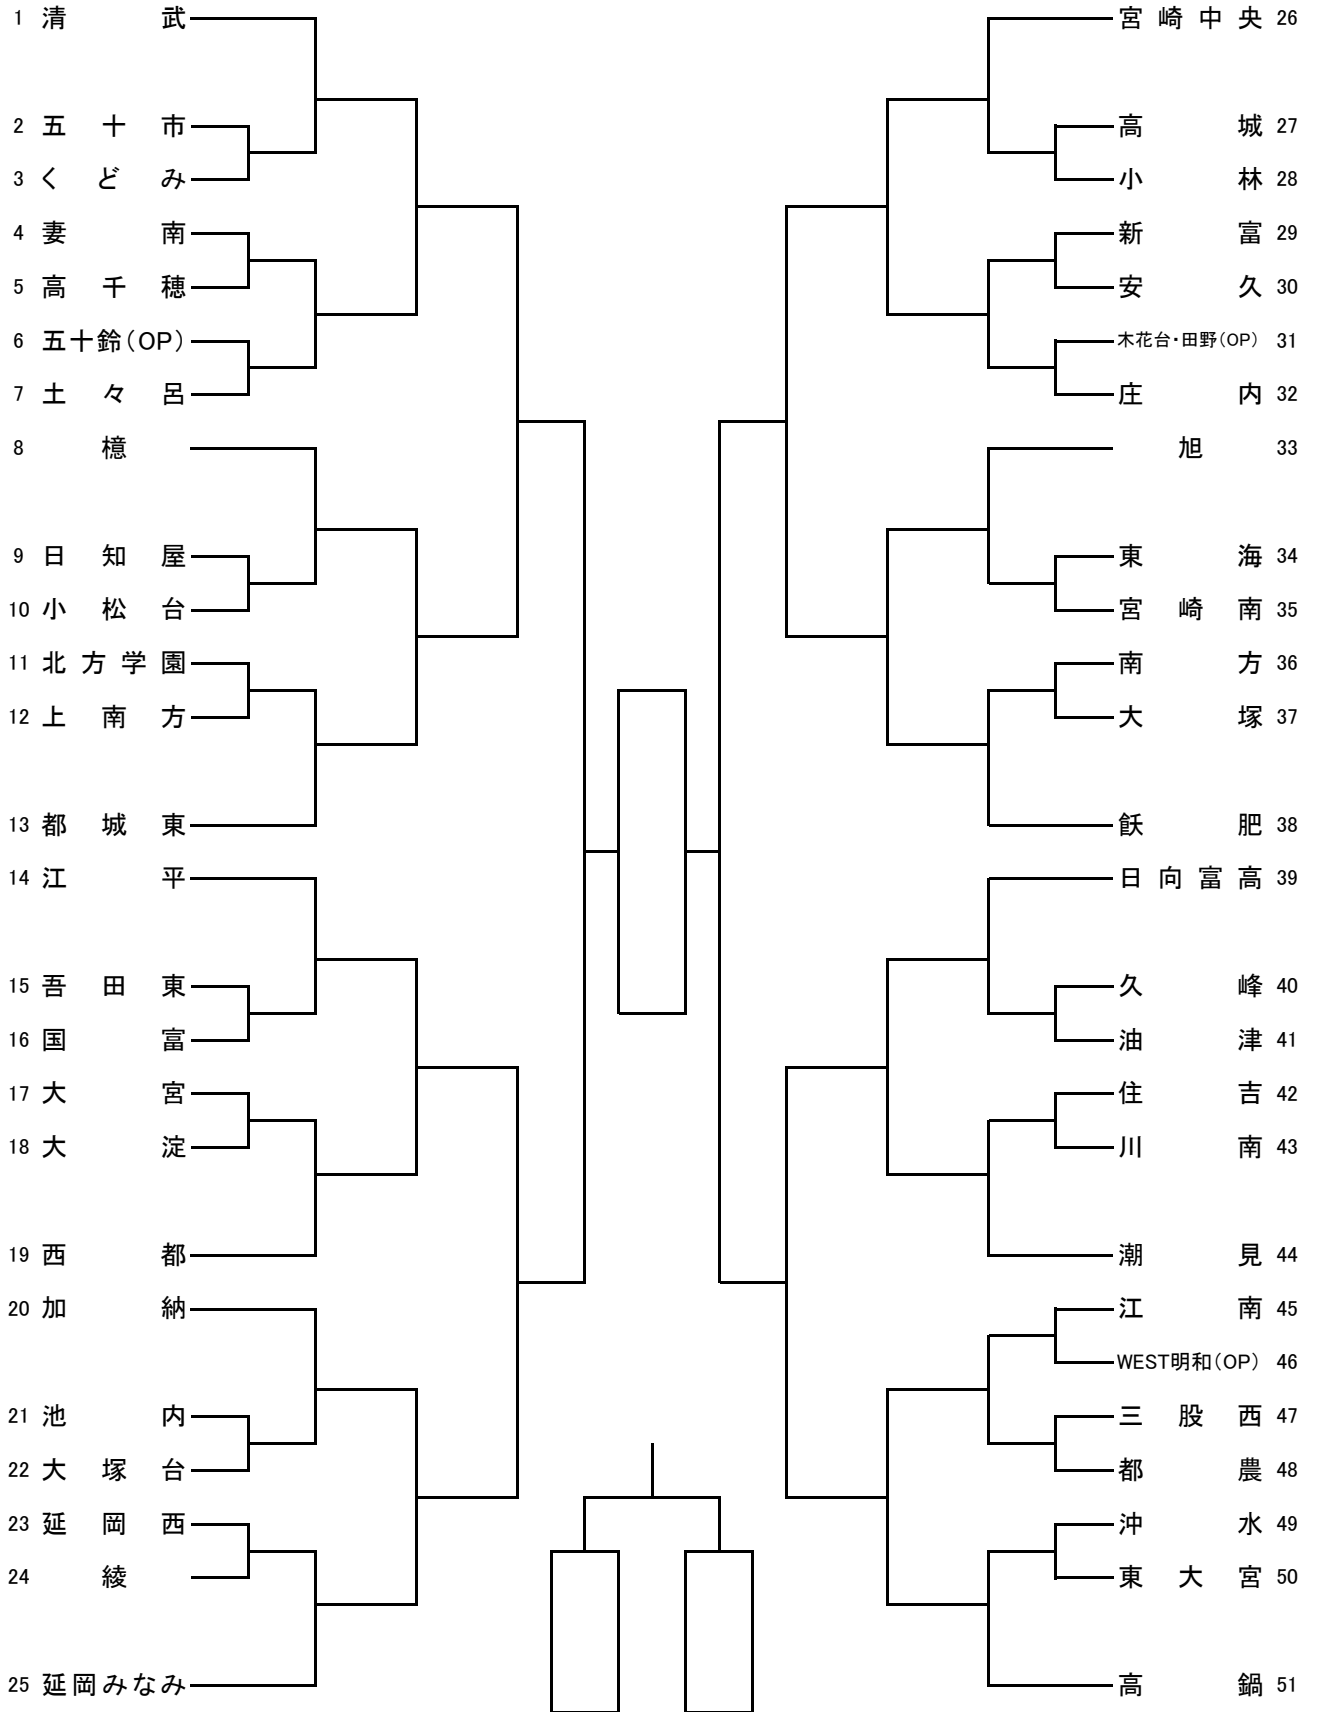 1 清武
2 五十市
3 くどみ
4 妻南
5 高千穂
6 五十鈴(OP)
7 土々呂
8 檍
9 日知屋
10 小松台
11 北方学園
12 上南方
13 都城東
14 江平
15 吾田東
16 国富
17 大宮
18 大淀
19 西都
20 加納
21 池内
22 大塚台
23 延岡西
24 綾
25 延岡みなみ
宮崎中央 26
高城 27
小林 28
新富 29
安久 30
木花台・田野(OP) 31
庄内 32
旭 33
東海 34
宮崎南 35
南方 36
大塚 37
飫肥 38
日向富高 39
久峰 40
油津 41
住吉 42
川南 43
潮見 44
江南 45
WEST明和(OP) 46
三股西 47
都農 48
沖水 49
東大宮 50
高鍋 51